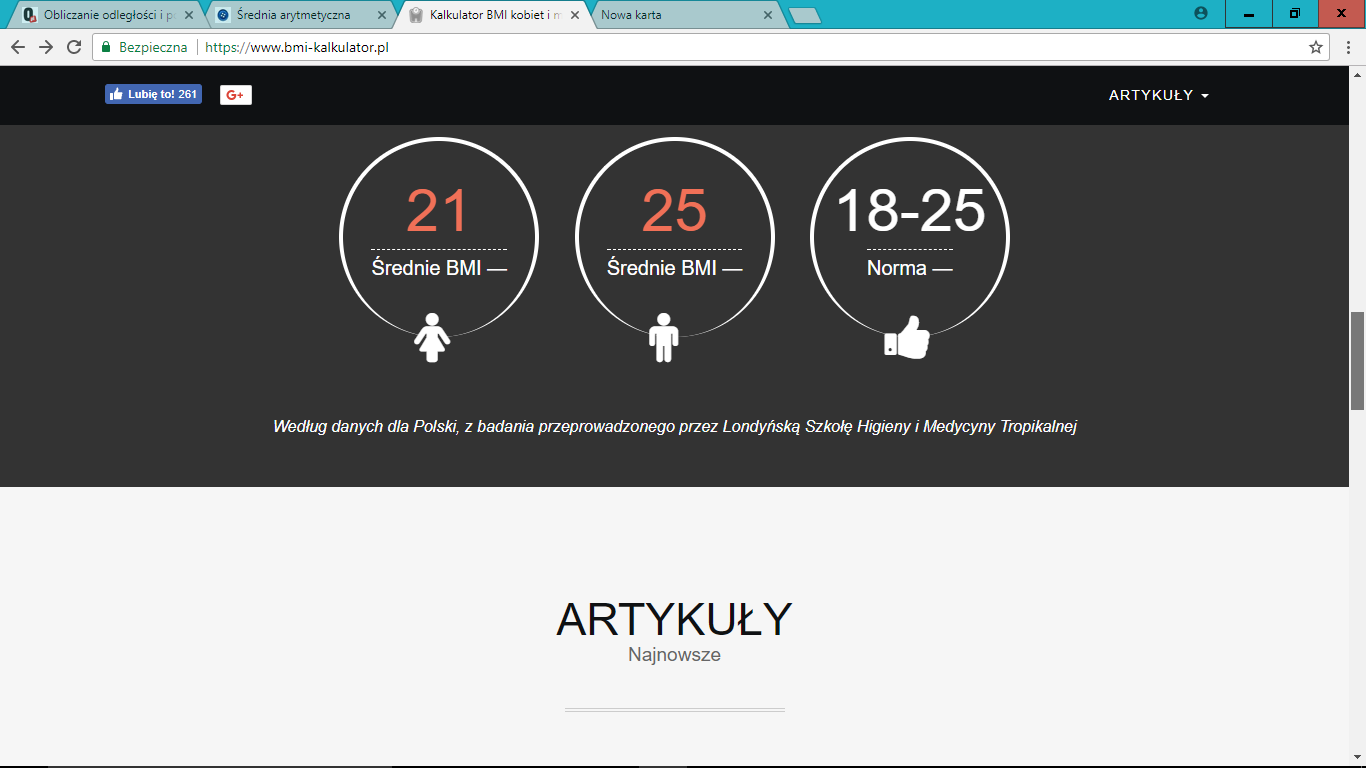 Obliczanie odległości i p
Średnia arytmetyczna
Kalkulator BMI kobiet i m
Nowa karta
Bezpieczna
https://www.bmi-kalkulator.pl
Lubię to! 261
G+
ARTYKUŁY
21
Średnie BMI —
25
Średnie BMI —
18-25
Norma —
Według danych dla Polski, z badania przeprowadzonego przez Londyńską Szkołę Higieny i Medycyny Tropikalnej
ARTYKUŁY
Najnowsze